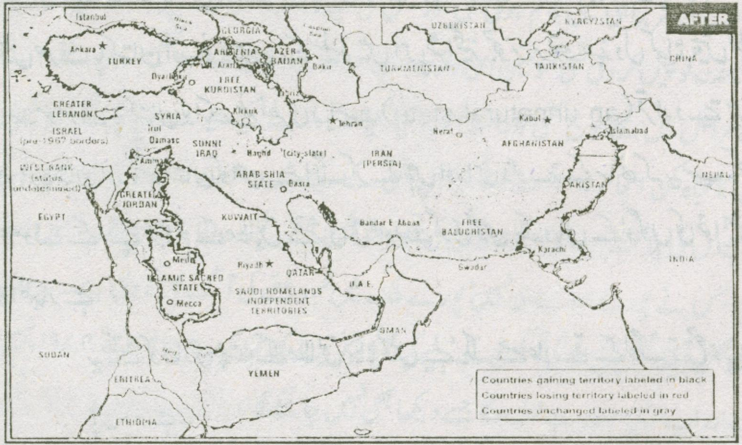 AFTER
Istanbul
GEORGIA
UZBEKISTAN
KYRGYZSTAN
Ankara
TURKEY
ARMENIA
AZER-
BAIJAN
Baku
TURKMENISTAN
TAJIKISTAN
CHINA
FREE
KURDISTAN
GREATER
LEBANON
SYRIA
Kirkuk
Tehran
Herat
Kabul
Islamabad
ISRAEL
(pre-1967 borders)
Damasc
SUNNI
IRAQ
Baghd
(city-state)
IRAN
(PERSIA)
AFGHANISTAN
WEST BANK
(status
undetermined)
Amman
NEPAL
ARAB SHIA
STATE
Basra
PAKISTAN
GREATER
JORDAN
EGYPT
KUWAIT
Bandar E Abbas
FREE
BALUCHISTAN
Karachi
INDIA
Gwadar
Riyadh
QATAR
ISLAMIC SACRED
STATE
U.A.E.
SAUDI HOMELANDS
INDEPENDENT
TERRITORIES
Mecca
OMAN
SUDAN
YEMEN
ERITREA
ETHIOPIA
Countries gaining territory labeled in black
Countries losing territory labeled in red
Countries unchanged labeled in gray